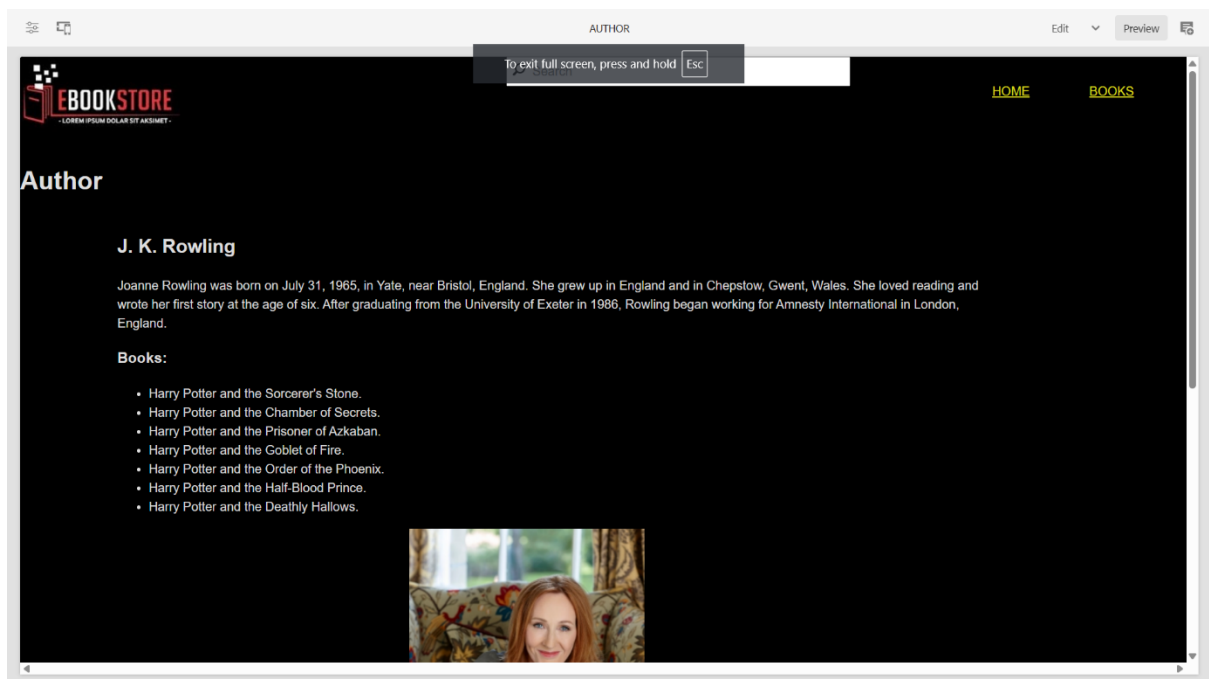 AUTHOR
Edit
Preview
To exit full screen, press and hold Esc
Search
EBOOKSTORE
- LOREM IPSUM DOLAR SIT AKSIMET -
HOME
BOOKS
Author
J. K. Rowling
Joanne Rowling was born on July 31, 1965, in Yate, near Bristol, England. She grew up in England and in Chepstow, Gwent, Wales. She loved reading and
wrote her first story at the age of six. After graduating from the University of Exeter in 1986, Rowling began working for Amnesty International in London,
England.
Books:
• Harry Potter and the Sorcerer's Stone.
• Harry Potter and the Chamber of Secrets.
• Harry Potter and the Prisoner of Azkaban.
• Harry Potter and the Goblet of Fire.
• Harry Potter and the Order of the Phoenix.
• Harry Potter and the Half-Blood Prince.
• Harry Potter and the Deathly Hallows.